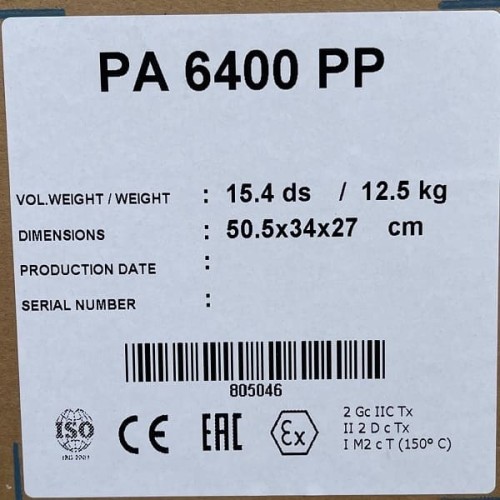 PA 6400 PP
VOL.WEIGHT / WEIGHT : 15.4 ds / 12.5 kg
DIMENSIONS : 50.5x34x27 cm
PRODUCTION DATE :
SERIAL NUMBER :
805046
ISO
CE EAC Ex
2 Gc IIC Tx
II 2 D c Tx
I M2 c T (150° C)